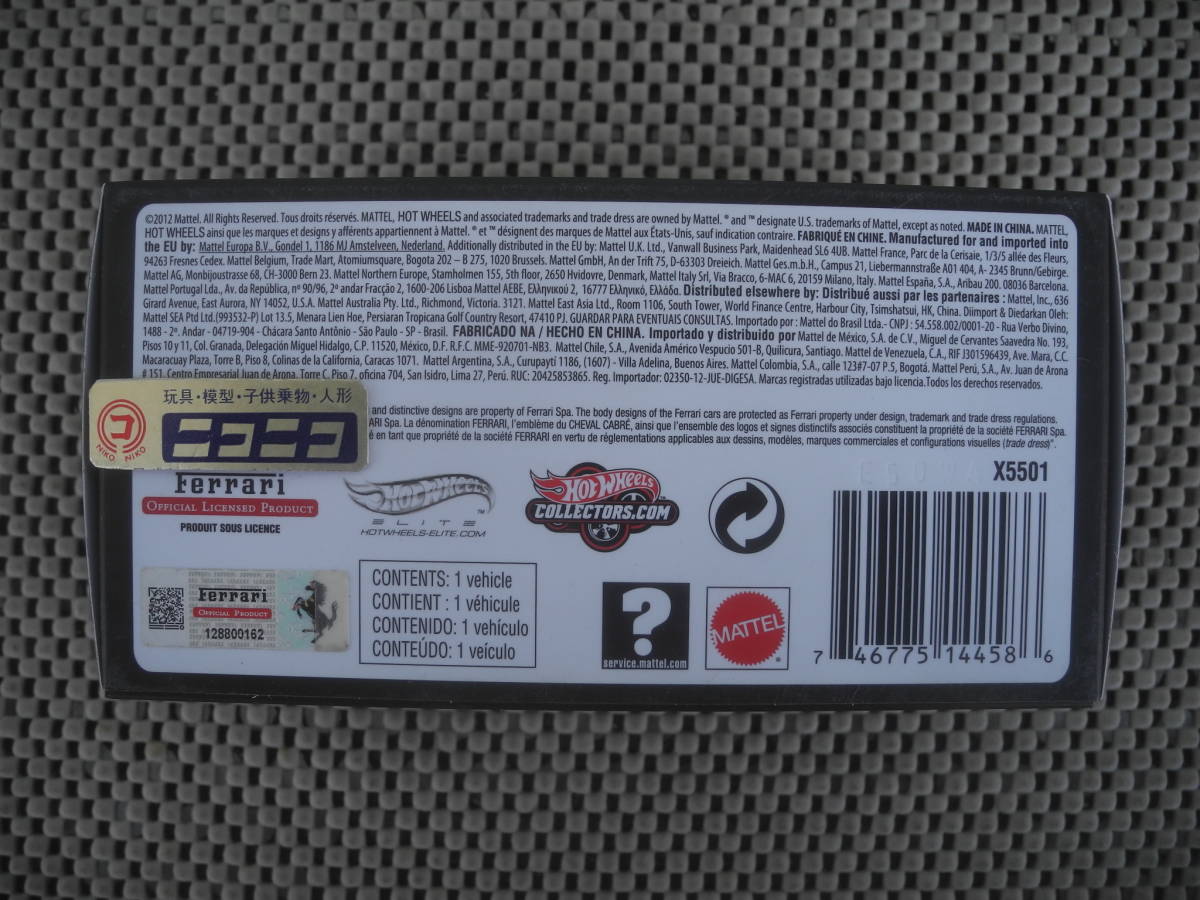 ©2012 Mattel. All Rights Reserved. Tous droits réservés. MATTEL, HOT WHEELS and associated trademarks and trade dress are owned by Mattel. ® and ™ designate U.S. trademarks of Mattel, except as noted. MADE IN CHINA. MATTEL,
HOT WHEELS ainsi que les marques et designs y afférents appartiennent à Mattel. ® et ™ désignent des marques de Mattel aux États-Unis, sauf indication contraire. FABRIQUÉ EN CHINE. Manufactured for and imported into
the EU by: Mattel Europa B.V., Gondel 1, 1186 MJ Amstelveen, Nederland. Additionally distributed in the EU by: Mattel U.K. Ltd., Vanwall Business Park, Maidenhead SL6 4UB. Mattel France, Parc de la Cerisaie, 1/3/5 allée des Fleurs,
94263 Fresnes Cedex. Mattel Belgium, Trade Mart, Atomiumsquare, Bogota 202 – B 275, 1020 Brussels. Mattel GmbH, An der Trift 75, D-63303 Dreieich. Mattel Ges.m.b.H., Campus 21, Liebermannstraße A01 404, A- 2345 Brunn/Gebirge.
Mattel AG, Monbijoustrasse 68, CH-3000 Bern 23. Mattel Northern Europe, Stamholmen 155, 5th floor, 2650 Hvidovre, Denmark, Mattel Italy Srl, Via Bracco, 6-MAC 6, 20159 Milano, Italy. Mattel España, S.A., Aribau 200. 08036 Barcelona.
Mattel Portugal Lda., Av. da República, nº 90/96, 2º andar Fracção 2, 1600-206 Lisboa Mattel AEBE, Ελληνικού 2, 16777 Ελληνικό, Ελλάδα. Distributed elsewhere by: Distribué aussi par les partenaires : Mattel, Inc., 636
Girard Avenue, East Aurora, NY 14052, U.S.A. Mattel Australia Pty. Ltd., Richmond, Victoria. 3121. Mattel East Asia Ltd., Room 1106, South Tower, World Finance Centre, Harbour City, Tsimshatsui, HK, China. Diimport & Diedarkan Oleh:
Mattel SEA Ptd Ltd.(993532-P) Lot 13.5, Menara Lien Hoe, Persiaran Tropicana Golf Country Resort, 47410 PJ. GUARDAR PARA EVENTUAIS CONSULTAS. Importado por : Mattel do Brasil Ltda.- CNPJ : 54.558.002/0001-20 - Rua Verbo Divino,
1488 - 2º. Andar - 04719-904 - Chácara Santo Antônio - São Paulo - SP - Brasil. FABRICADO NA / HECHO EN CHINA. Importado y distribuido por Mattel de México, S.A. de C.V., Miguel de Cervantes Saavedra No. 193,
Pisos 10 y 11, Col. Granada, Delegación Miguel Hidalgo, C.P. 11520, México, D.F. R.F.C. MME-920701-NB3. Mattel Chile, S.A., Avenida Américo Vespucio 501-B, Quilicura, Santiago. Mattel de Venezuela, C.A., RIF J301596439, Ave. Mara, C.C.
Macaracuay Plaza, Torre B, Piso 8, Colinas de la California, Caracas 1071. Mattel Argentina, S.A., Curupaytí 1186, (1607) - Villa Adelina, Buenos Aires. Mattel Colombia, S.A., calle 123#7-07 P.5, Bogotá. Mattel Perú, S.A., Av. Juan de Arona
# 151, Centro Empresarial Juan de Arona, Torre C, Piso 7, oficina 704, San Isidro, Lima 27, Perú. RUC: 20425853865. Reg. Importador: 02350-12-JUE-DIGESA. Marcas registradas utilizadas bajo licencia.Todos los derechos reservados.
玩具・模型・子供乗物・人形
コ
NIKO NIKO
ニコニコ
and distinctive designs are property of Ferrari Spa. The body designs of the Ferrari cars are protected as Ferrari property under design, trademark and trade dress regulations.
ARI Spa. La dénomination FERRARI, l'emblème du CHEVAL CABRÉ, ainsi que l'ensemble des logos et signes distinctifs associés constituent la propriété de la société FERRARI Spa.
é en tant que propriété de la société FERRARI en vertu de réglementations applicables aux dessins, modèles, marques commerciales et configurations visuelles (trade dress)".
Ferrari
OFFICIAL LICENSED PRODUCT
PRODUIT SOUS LICENCE
HOT WHEELS ™
ELITE
HOTWHEELS-ELITE.COM
HOT WHEELS
COLLECTORS.COM
X5501
Ferrari
OFFICIAL PRODUCT
128800162
CONTENTS: 1 vehicle
CONTIENT : 1 véhicule
CONTENIDO: 1 vehículo
CONTEÚDO: 1 veículo
?
service.mattel.com
MATTEL ®
7 46775 14458 6